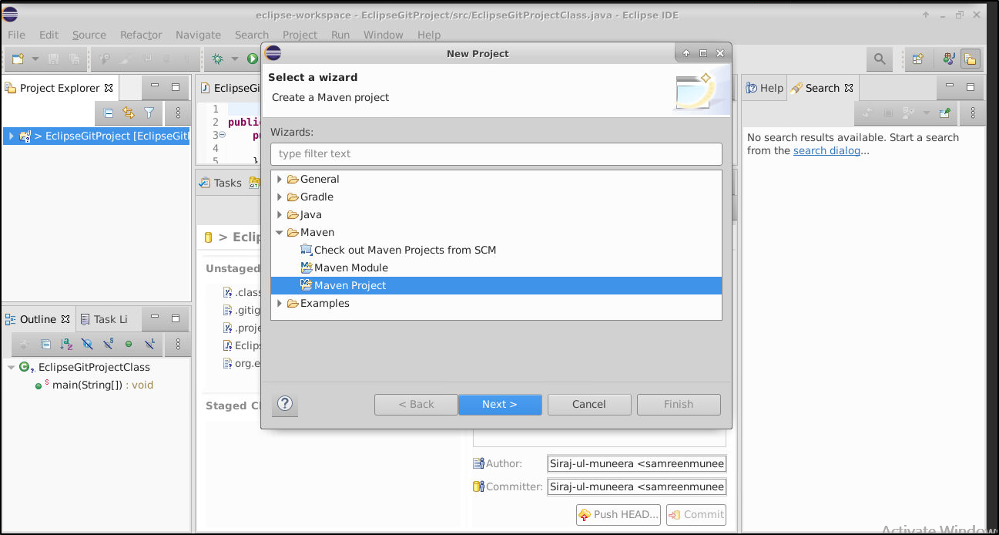 eclipse-workspace - EclipseGitProject/src/EclipseGitProjectClass.java - Eclipse IDE
File Edit Source Refactor Navigate Search Project Run Window Help
New Project
Select a wizard
Create a Maven project
Wizards:
type filter text
General
Gradle
Java
Maven
Check out Maven Projects from SCM
Maven Module
Maven Project
Examples
< Back
Next >
Cancel
Finish
Project Explorer
> EclipseGitProject [EclipseGitI
EclipseGi
1
2 public
3 pu
4
5 }
Tasks
> Eclip
Unstaged
.class
.gitig
.proje
Eclips
org.e
Staged Cl
Outline
Task Li
EclipseGitProjectClass
main(String[]) : void
Author: Siraj-ul-muneera <samreenmunee
Committer: Siraj-ul-muneera <samreenmunee
Push HEAD...
Commit
Help
Search
No search results available. Start a search
from the search dialog...
Activate Window